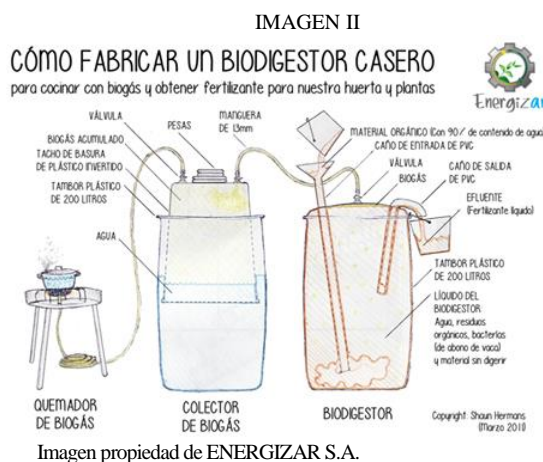 IMAGEN II
CÓMO FABRICAR UN BIODIGESTOR CASERO
para cocinar con biogás y obtener fertilizante para nuestra huerta y plantas
Energizar
VÁLVULA
BIOGÁS ACUMULADO
TACHO DE BASURA
DE PLÁSTICO INVERTIDO
TAMBOR PLÁSTICO
DE 200 LITROS
AGUA
PESAS
MANGUERA
DE 13mm
MATERIAL ORGÁNICO (Con 90% de contenido de agua
CAÑO DE ENTRADA DE PVC
VÁLVULA
BIOGÁS
CAÑO DE SALIDA
DE PVC
EFLUENTE
(Fertilizante líquido)
TAMBOR PLÁSTICO
DE 200 LITROS
LÍQUIDO DEL
BIODIGESTOR
Agua, residuos
orgánicos, bacterias
(de abono de vaca)
y material sin digerir
QUEMADOR
DE BIOGÁS
COLECTOR
DE BIOGÁS
BIODIGESTOR
Copyright: Shaun Hermans
(Marzo 2011)
Imagen propiedad de ENERGIZAR S.A.